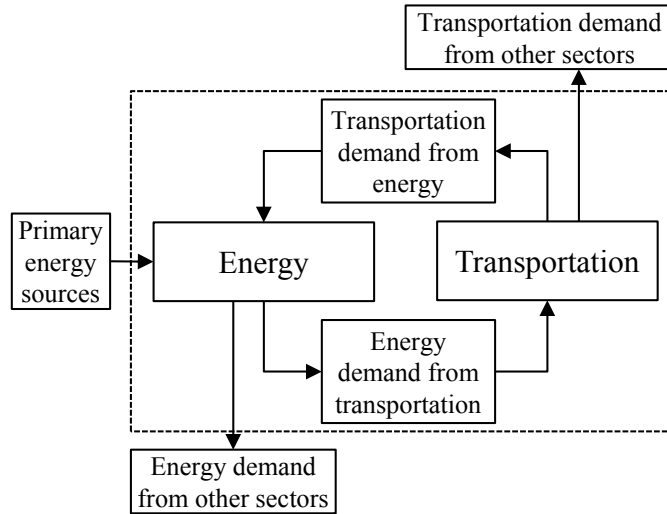 Transportation demand
from other sectors
Transportation
demand from
energy
Primary
energy
sources
Energy
Transportation
Energy
demand from
transportation
Energy demand
from other sectors